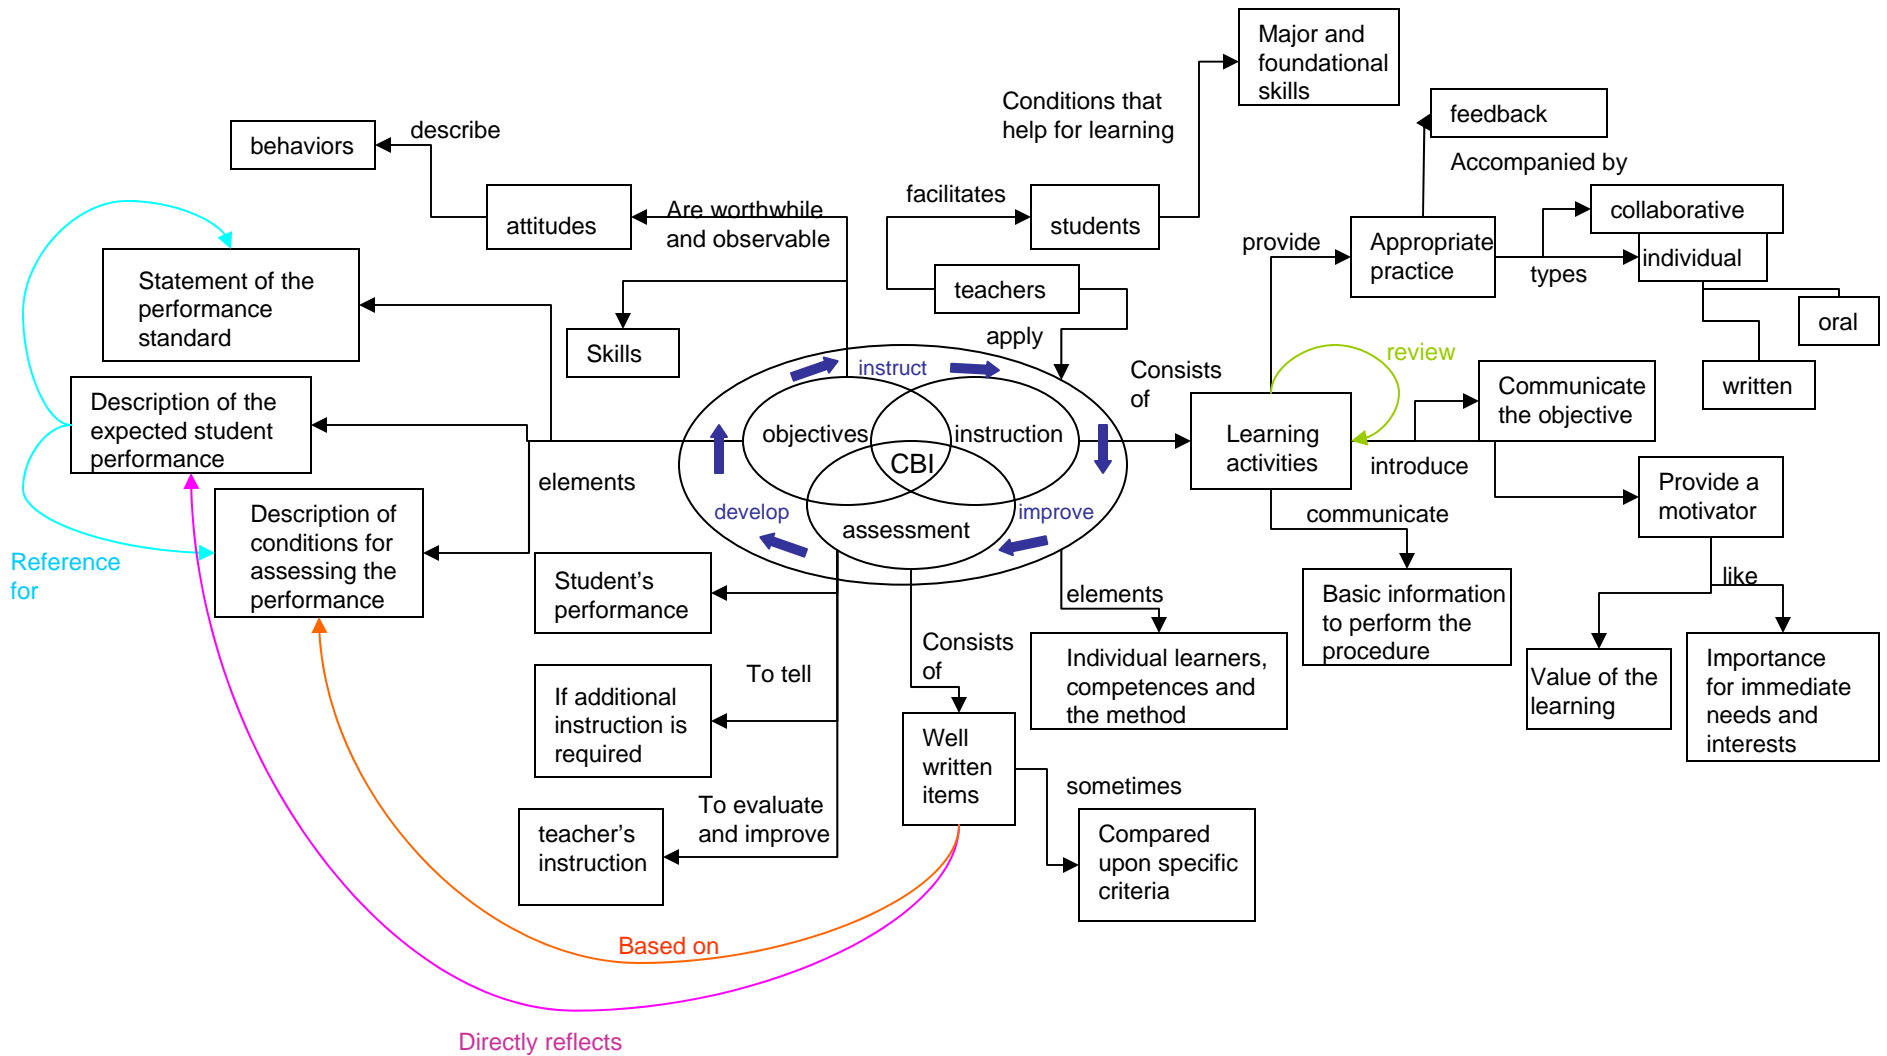 Major and
foundational
skills
Conditions that
help for learning
feedback
describe
behaviors
Accompanied by
facilitates
collaborative
attitudes
Are worthwhile
and observable
students
provide
Appropriate
practice
types
individual
Statement of the
performance
standard
teachers
oral
apply
Skills
review
instruct
Consists
of
Communicate
the objective
written
Description of the
expected student
performance
objectives
instruction
CBI
Learning
activities
introduce
elements
Provide a
motivator
develop
improve
assessment
communicate
Description of
conditions for
assessing the
performance
Reference
for
Student's
performance
elements
like
Basic information
to perform the
procedure
Consists
of
To tell
Individual learners,
competences and
the method
Value of the
learning
Importance
for immediate
needs and
interests
If additional
instruction is
required
Well
written
items
sometimes
To evaluate
and improve
teacher's
instruction
Compared
upon specific
criteria
Based on
Directly reflects